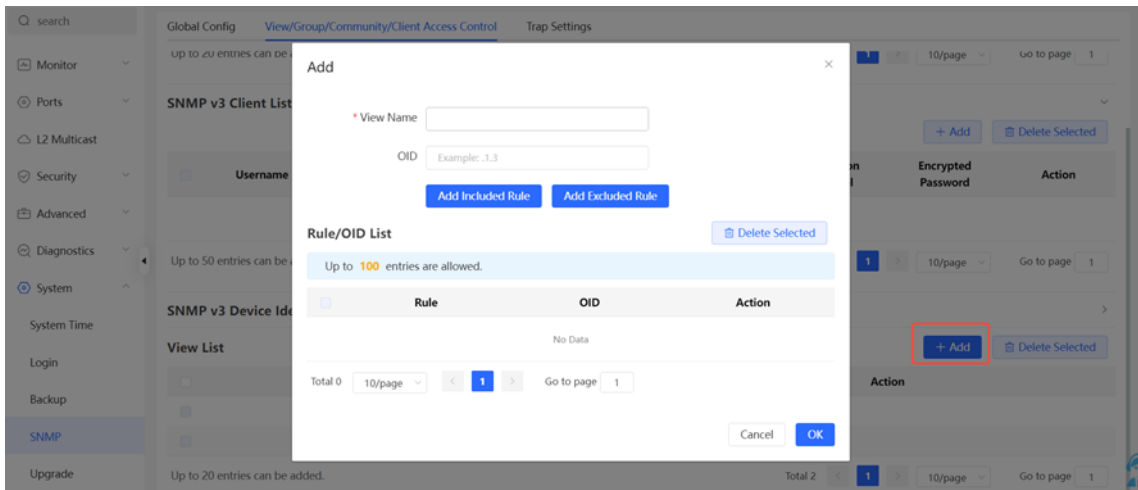 search
Global Config View/Group/Community/Client Access Control Trap Settings
Up to 20 entries can be 1 10/page Go to page 1
Monitor
Ports
L2 Multicast
Security
Advanced
Diagnostics
System
System Time
Login
Backup
SNMP
Upgrade
SNMP v3 Client List
+ Add Delete Selected
Username Encrypted Password Action
Up to 50 entries can be 1 10/page Go to page 1
SNMP v3 Device Ide
View List
+ Add Delete Selected
Action
Up to 20 entries can be added. Total 2 1 10/page Go to page 1
Add
* View Name
OID Example: .1.3
Add Included Rule Add Excluded Rule
Rule/OID List Delete Selected
Up to 100 entries are allowed.
Rule OID Action
No Data
Total 0 10/page 1 Go to page 1
Cancel OK